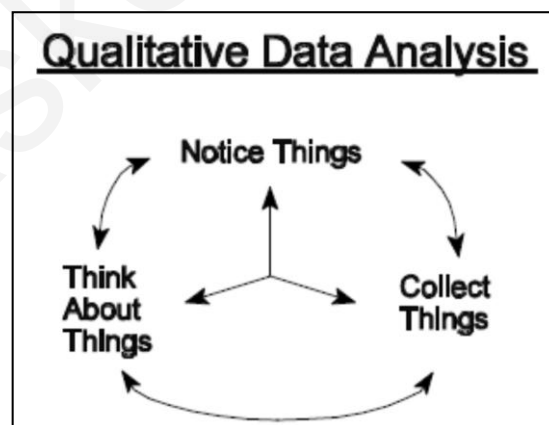 Qualitative Data Analysis
Notice Things
Think
About
Things
Collect
Things